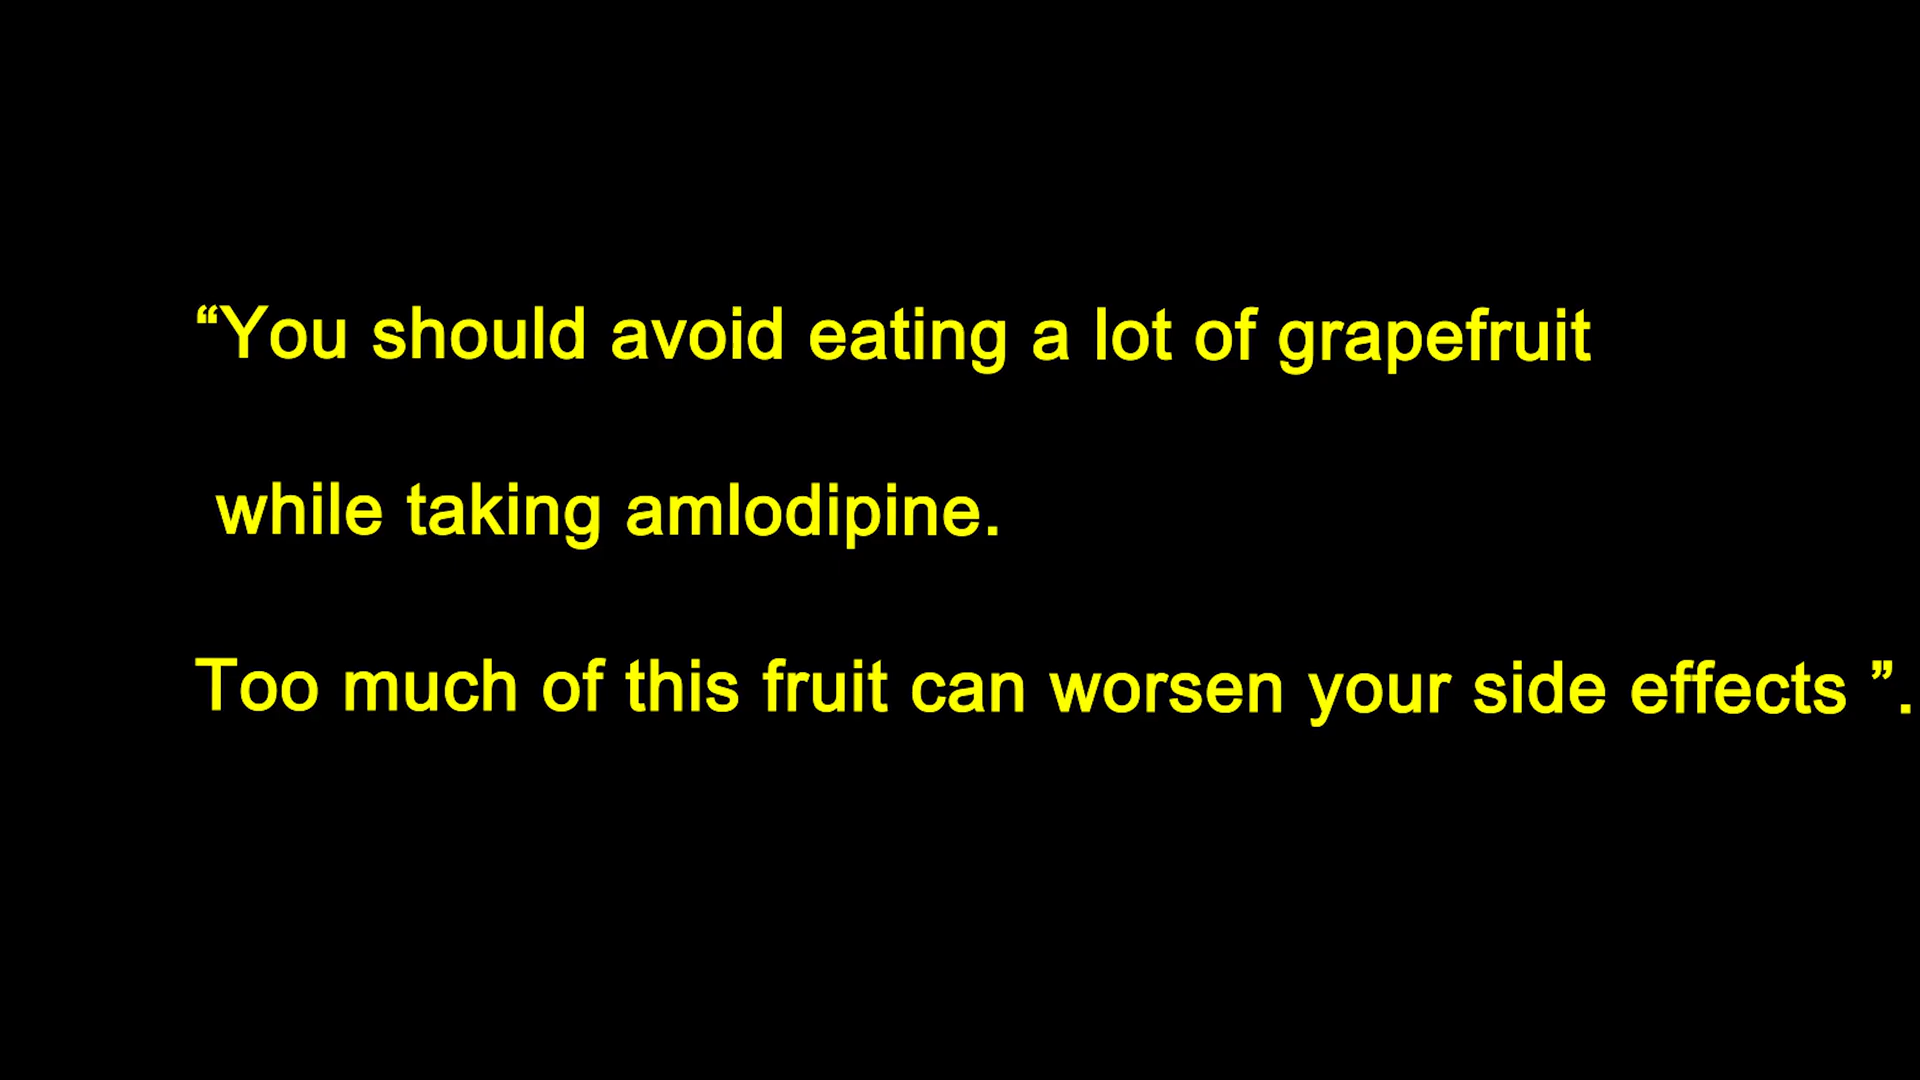 “You should avoid eating a lot of grapefruit
while taking amlodipine.
Too much of this fruit can worsen your side effects ”.